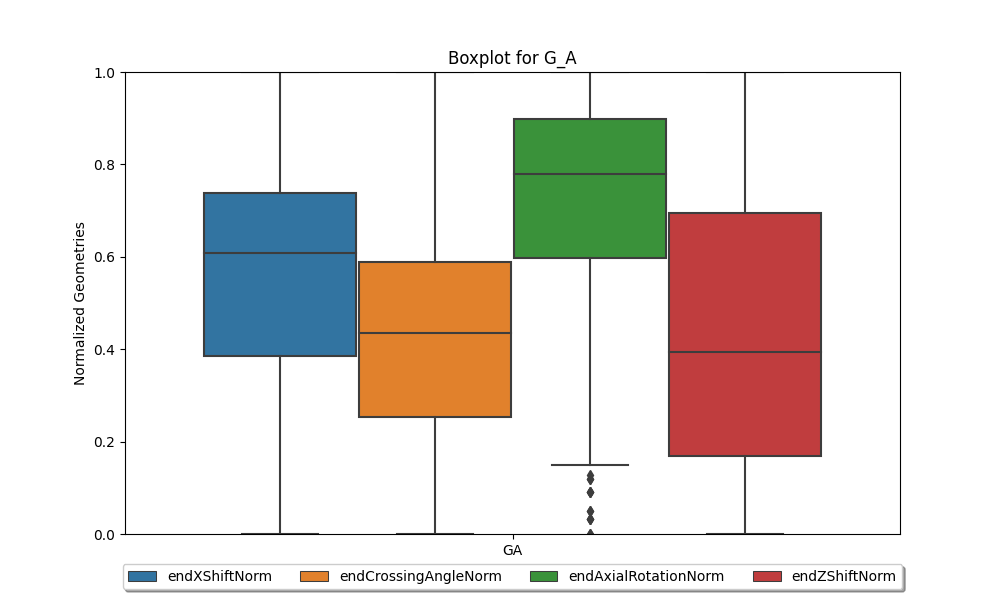 Boxplot for G_A
Normalized Geometries
1.0
0.8
0.6
0.4
0.2
0.0
GA
endXShiftNorm endCrossingAngleNorm endAxialRotationNorm endZShiftNorm